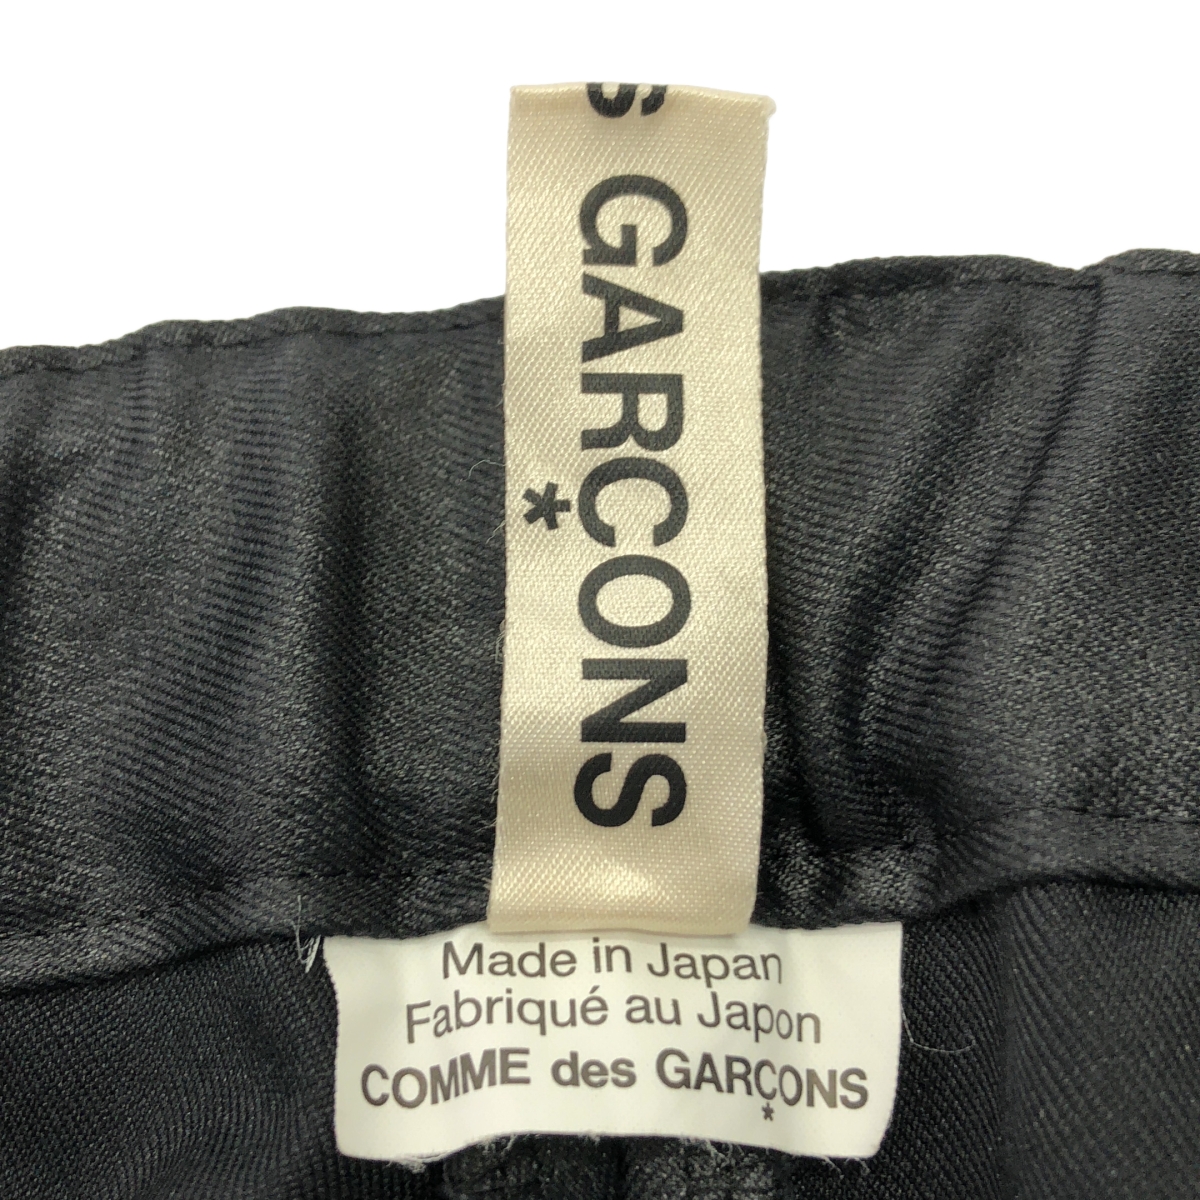 S GARÇONS
Made in Japan
Fabriqué au Japon
COMME des GARÇONS